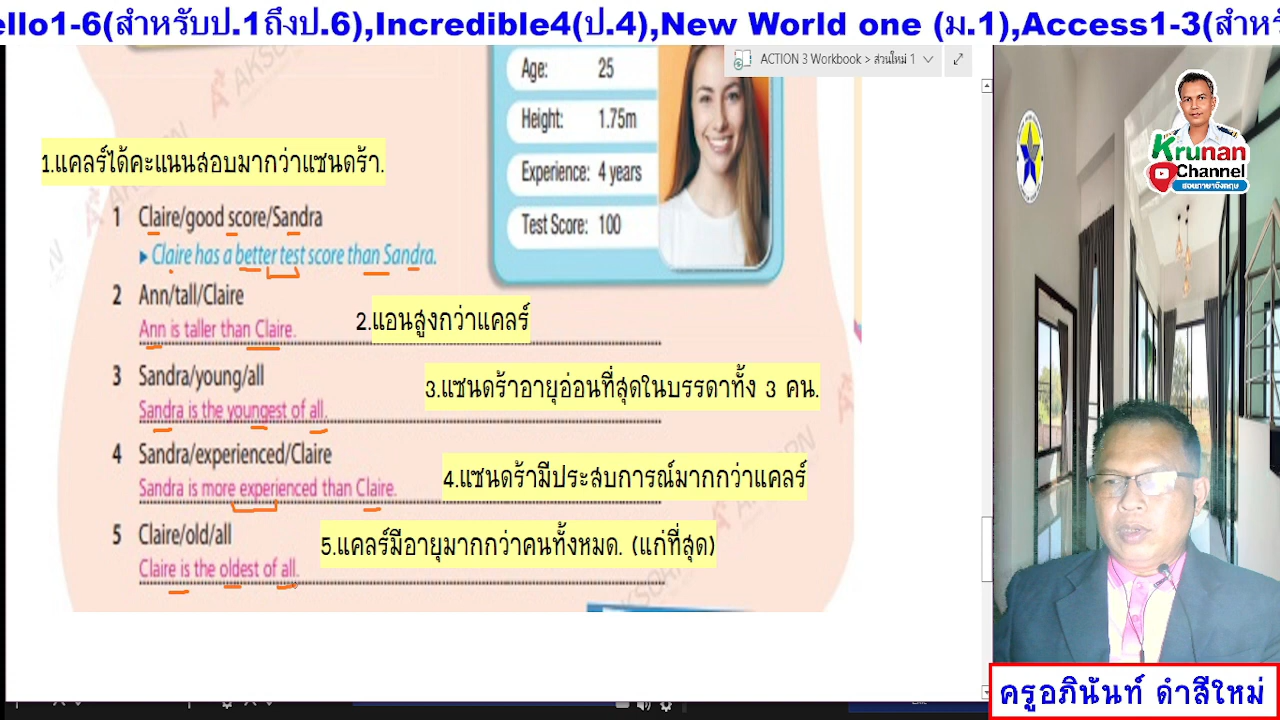 ello1-6(สำหรับป.1ถึงป.6),Incredible4(ป.4),New World one (ม.1),Access1-3(สำหรั
ACTION 3 Workbook > ส่วนใหม่ 1
Age: 25
Height: 1.75m
Experience: 4 years
Test Score: 100
Krunan
Channel
สอนภาษาอังกฤษ
1.แคลร์ได้คะแนนสอบมากว่าแซนดร้า.
1 Claire/good score/Sandra
Claire has a better test score than Sandra.
2 Ann/tall/Claire
Ann is taller than Claire.
2.แอนสูงกว่าแคลร์
3 Sandra/young/all
Sandra is the youngest of all.
3.แซนดร้าอายุอ่อนที่สุดในบรรดาทั้ง 3 คน.
4 Sandra/experienced/Claire
Sandra is more experienced than Claire.
4.แซนดร้ามีประสบการณ์มากกว่าแคลร์
5 Claire/old/all
Claire is the oldest of all.
5.แคลร์มีอายุมากกว่าคนทั้งหมด. (แก่ที่สุด)
AKSORN
ครูอภินันท์ ดำสีใหม่